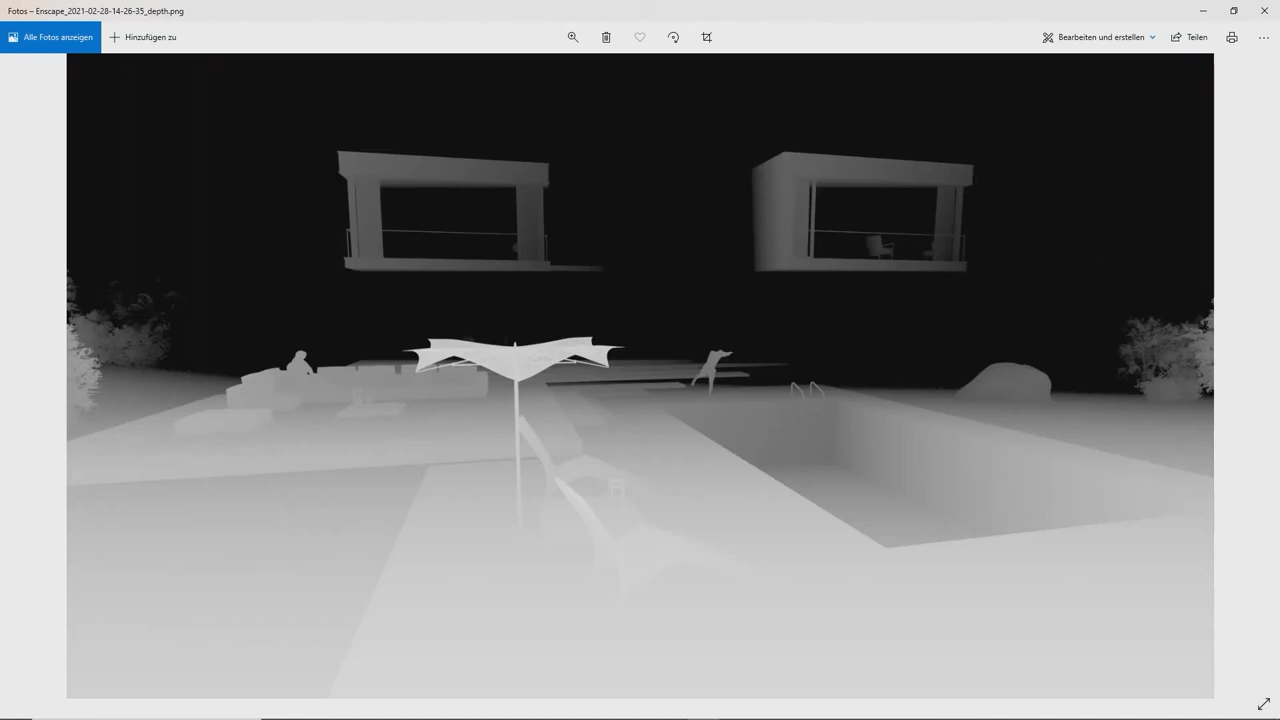 Fotos – Enscape_2021-02-28-14-26-35_depth.png
Alle Fotos anzeigen
Hinzufügen zu
Bearbeiten und erstellen
Teilen